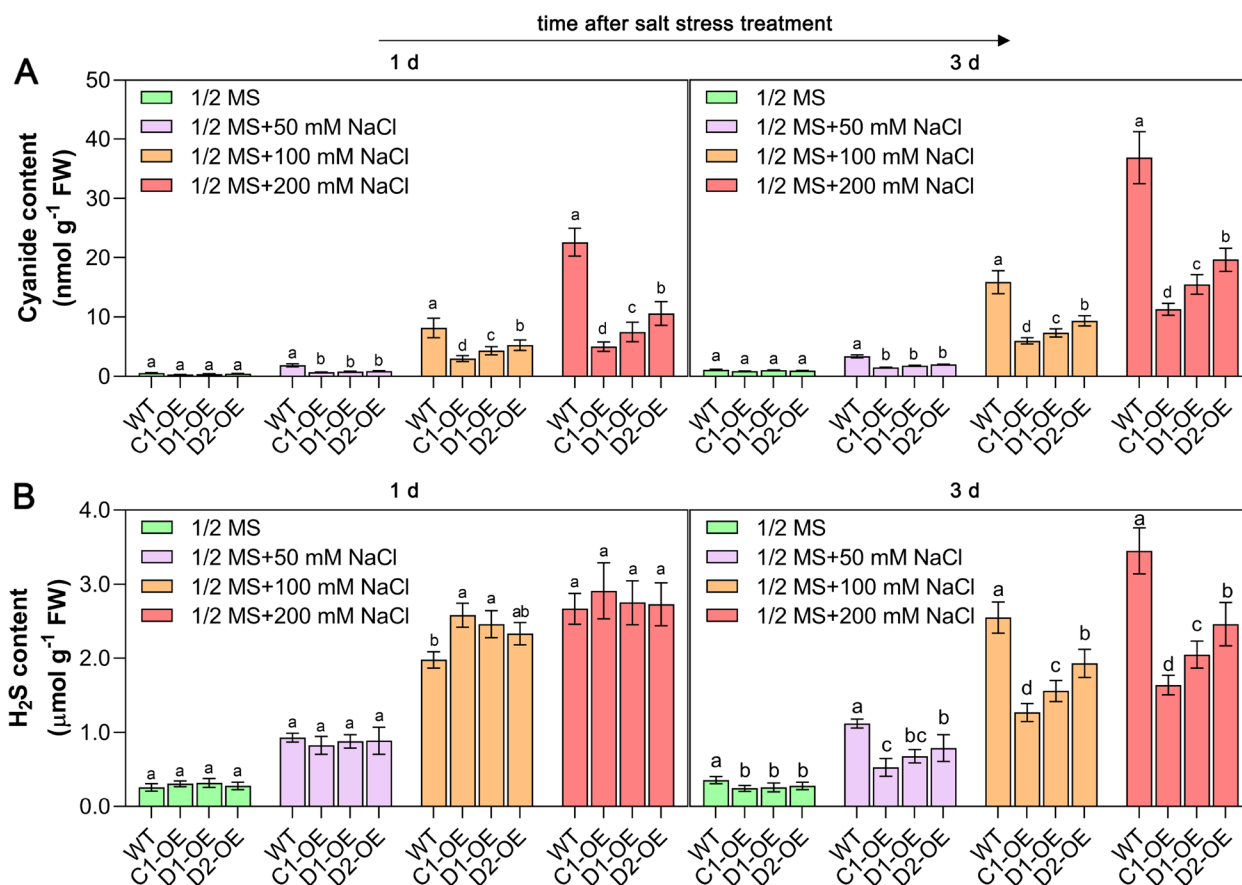 time after salt stress treatment
A
1 d
3 d
Cyanide content
(nmol g⁻¹ FW)
50
40
30
20
10
0
1/2 MS
1/2 MS+50 mM NaCl
1/2 MS+100 mM NaCl
1/2 MS+200 mM NaCl
a a a a a b b b a d c b a d c b
WT C1-OE D1-OE D2-OE WT C1-OE D1-OE D2-OE WT C1-OE D1-OE D2-OE WT C1-OE D1-OE D2-OE
1/2 MS
1/2 MS+50 mM NaCl
1/2 MS+100 mM NaCl
1/2 MS+200 mM NaCl
a a a a a b b b a d c b a d c b
WT C1-OE D1-OE D2-OE WT C1-OE D1-OE D2-OE WT C1-OE D1-OE D2-OE WT C1-OE D1-OE D2-OE
B
1 d
3 d
H₂S content
(μmol g⁻¹ FW)
4.0
3.0
2.0
1.0
0.0
1/2 MS
1/2 MS+50 mM NaCl
1/2 MS+100 mM NaCl
1/2 MS+200 mM NaCl
a a a a a a a a b a a ab a a a a
WT C1-OE D1-OE D2-OE WT C1-OE D1-OE D2-OE WT C1-OE D1-OE D2-OE WT C1-OE D1-OE D2-OE
1/2 MS
1/2 MS+50 mM NaCl
1/2 MS+100 mM NaCl
1/2 MS+200 mM NaCl
a b b b a c bc b a d c b a d c b
WT C1-OE D1-OE D2-OE WT C1-OE D1-OE D2-OE WT C1-OE D1-OE D2-OE WT C1-OE D1-OE D2-OE